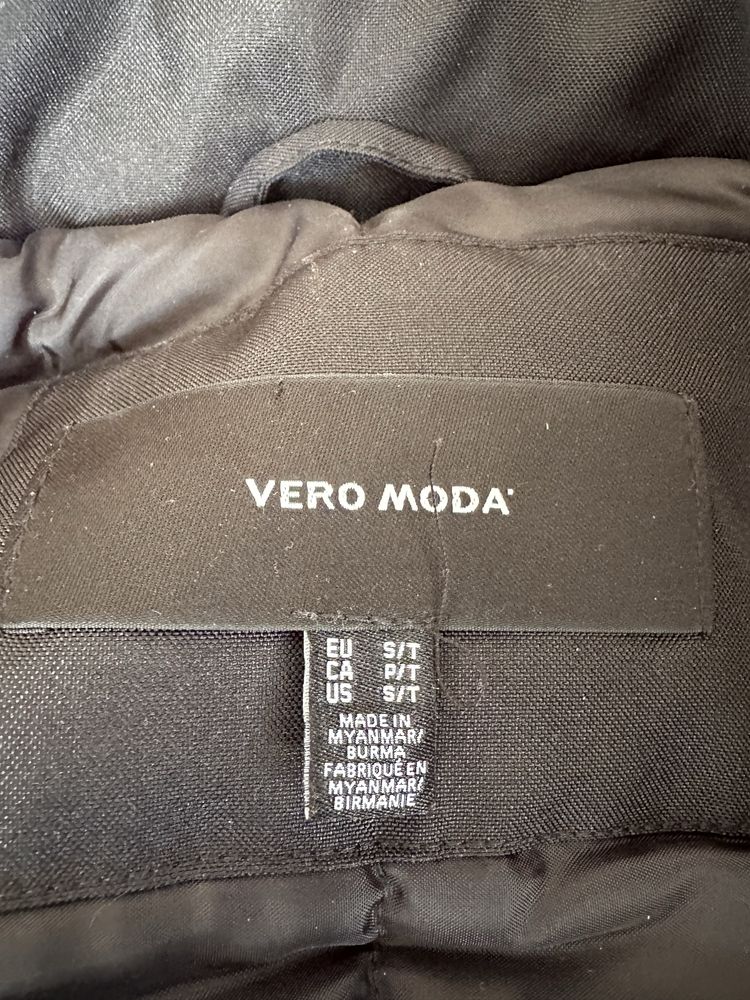 VERO MODA
EU S/T
CA P/T
US S/T
MADE IN
MYANMAR/
BURMA
FABRIQUÉ EN
MYANMAR/
BIRMANIE